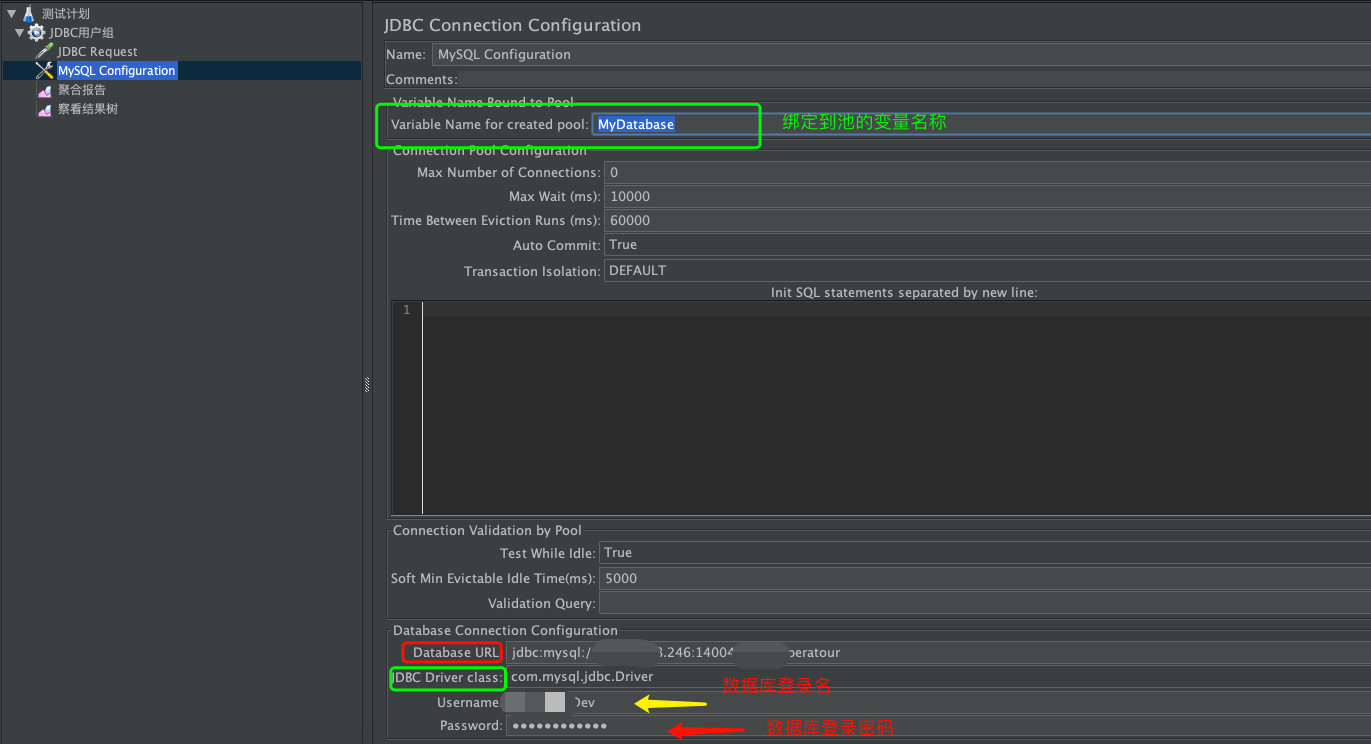 测试计划
JDBC用户组
JDBC Request
MySQL Configuration
聚合报告
察看结果树
JDBC Connection Configuration
Name: MySQL Configuration
Comments:
Variable Name Bound to Pool
Variable Name for created pool: MyDatabase 绑定到池的变量名称
Connection Pool Configuration
Max Number of Connections: 0
Max Wait (ms): 10000
Time Between Eviction Runs (ms): 60000
Auto Commit: True
Transaction Isolation: DEFAULT
Init SQL statements separated by new line:
1
Connection Validation by Pool
Test While Idle: True
Soft Min Evictable Idle Time(ms): 5000
Validation Query:
Database Connection Configuration
Database URL jdbc:mysql:/ .246:14004 peratour
JDBC Driver class: com.mysql.jdbc.Driver
数据库登录名
Username Dev
Password: ●●●●●●●●●●●● 数据库登录密码